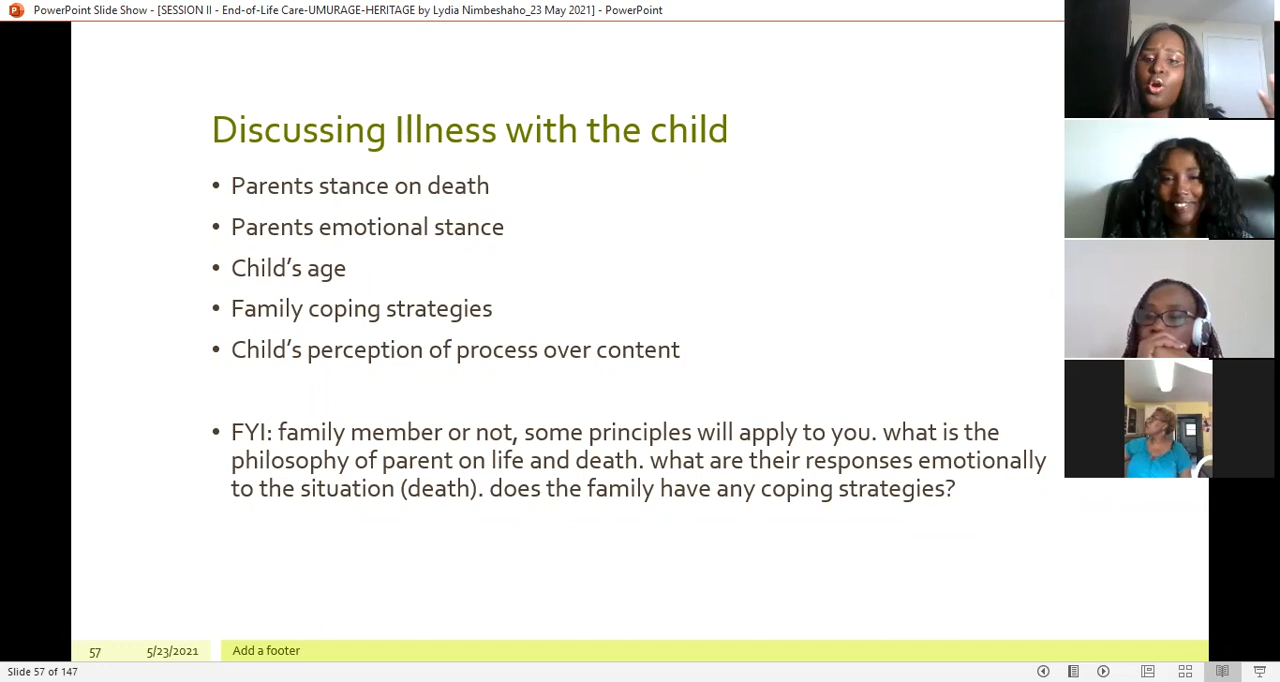 PowerPoint Slide Show - [SESSION II - End-of-Life Care-UMURAGE-HERITAGE by Lydia Nimbeshaho_23 May 2021] - PowerPoint
Discussing Illness with the child
• Parents stance on death
• Parents emotional stance
• Child's age
• Family coping strategies
• Child's perception of process over content
• FYI: family member or not, some principles will apply to you. what is the
philosophy of parent on life and death. what are their responses emotionally
to the situation (death). does the family have any coping strategies?
57 5/23/2021 Add a footer
Slide 57 of 147